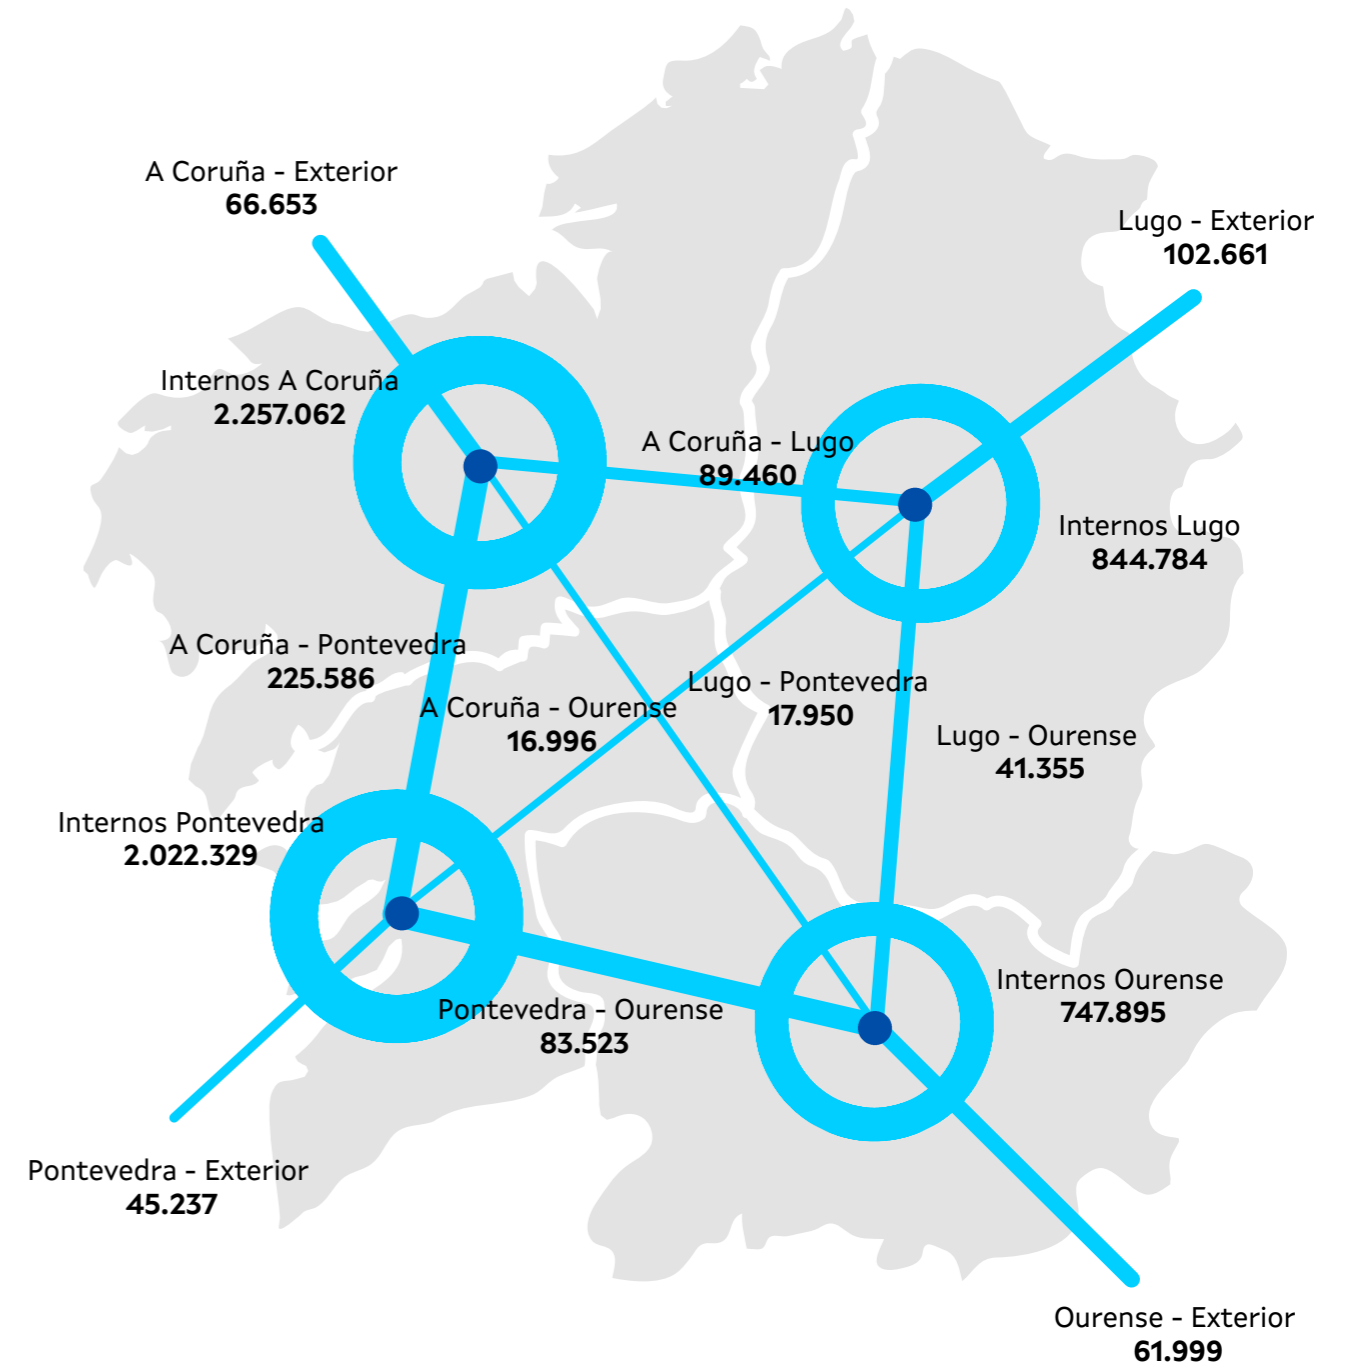 A Coruña - Exterior
66.653
Lugo - Exterior
102.661
Internos A Coruña
2.257.062
A Coruña - Lugo
89.460
Internos Lugo
844.784
A Coruña - Pontevedra
225.586
Lugo - Pontevedra
17.950
A Coruña - Ourense
16.996
Lugo - Ourense
41.355
Internos Pontevedra
2.022.329
Internos Ourense
747.895
Pontevedra - Ourense
83.523
Pontevedra - Exterior
45.237
Ourense - Exterior
61.999